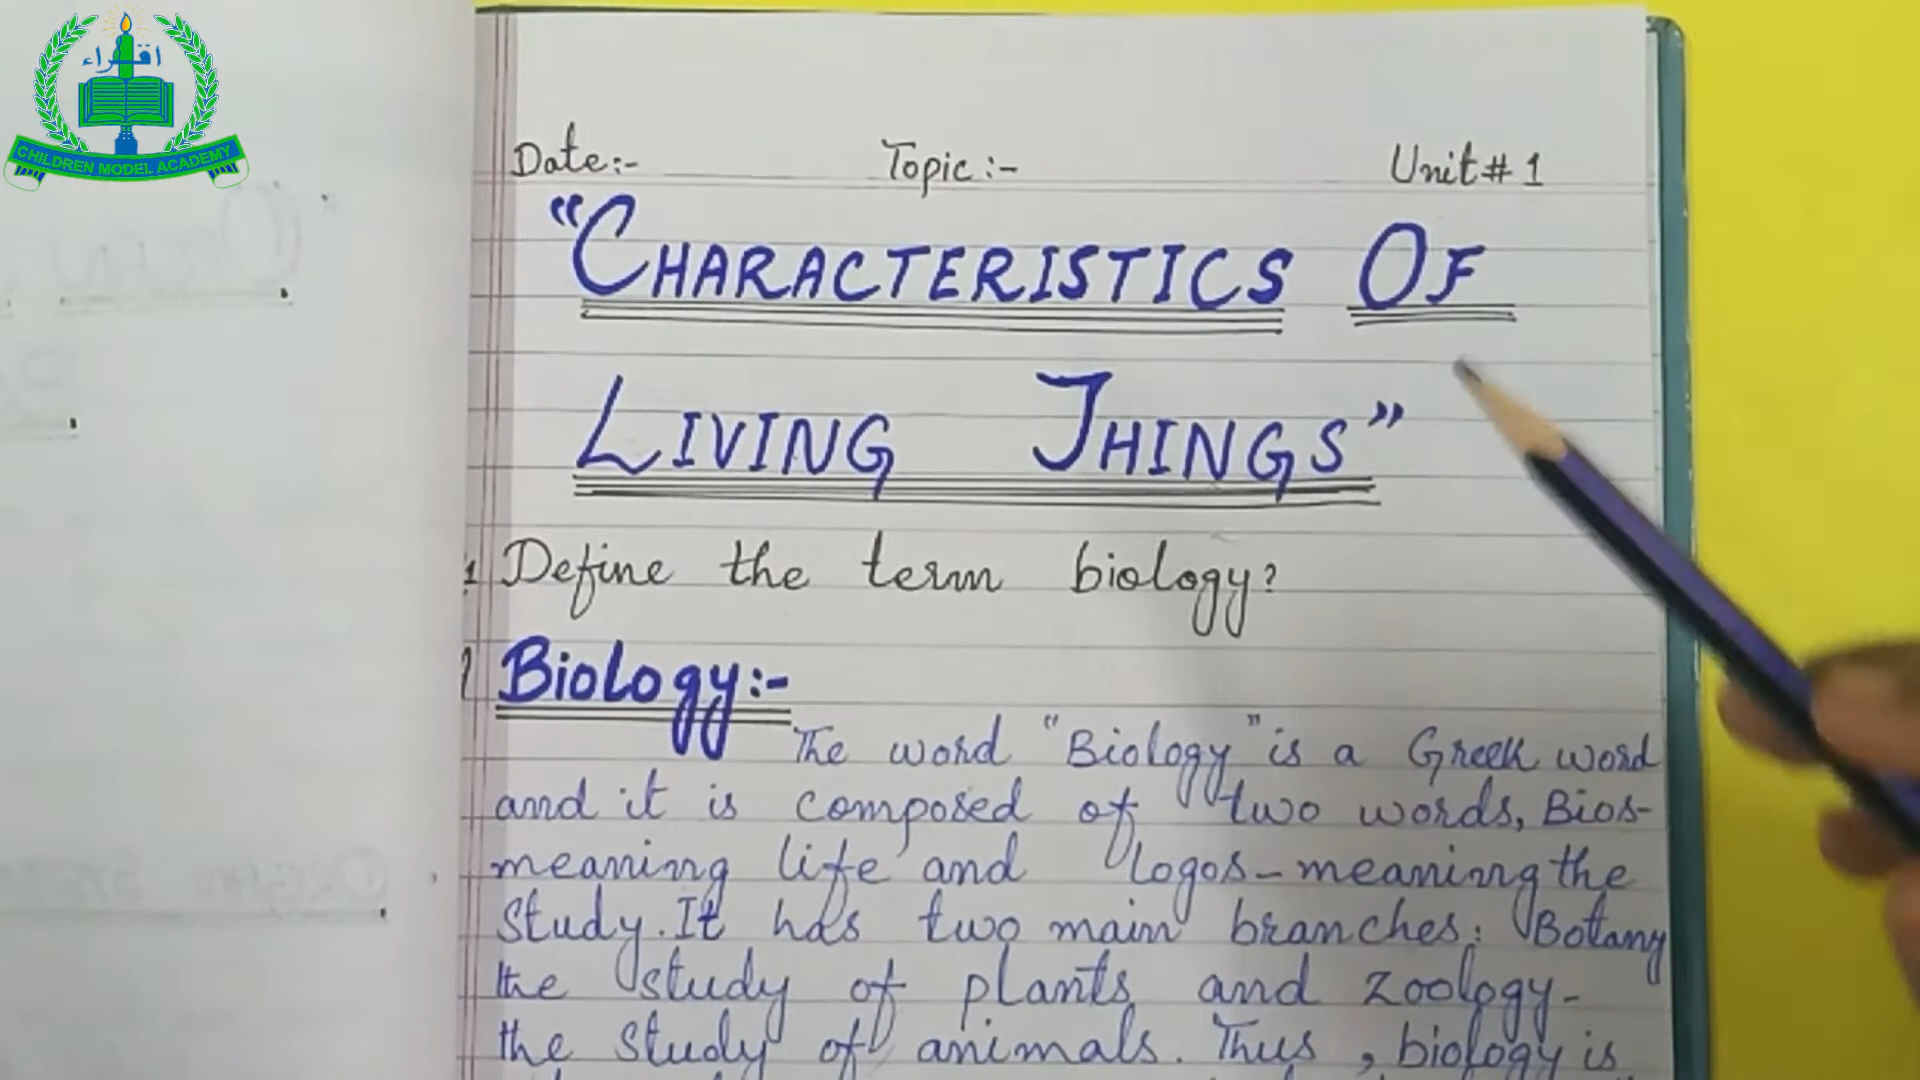 اقراء
CHILDREN MODEL ACADEMY
Date:- Topic:- Unit # 1
"CHARACTERISTICS OF
LIVING THINGS"
1 Define the term biology?
Biology:-
The word "Biology" is a Greek word
and it is composed of two words, Bios-
meaning life and logos-meaning the
study. It has two main branches: Botany
the study of plants and zoology-
the study of animals. Thus, biology is